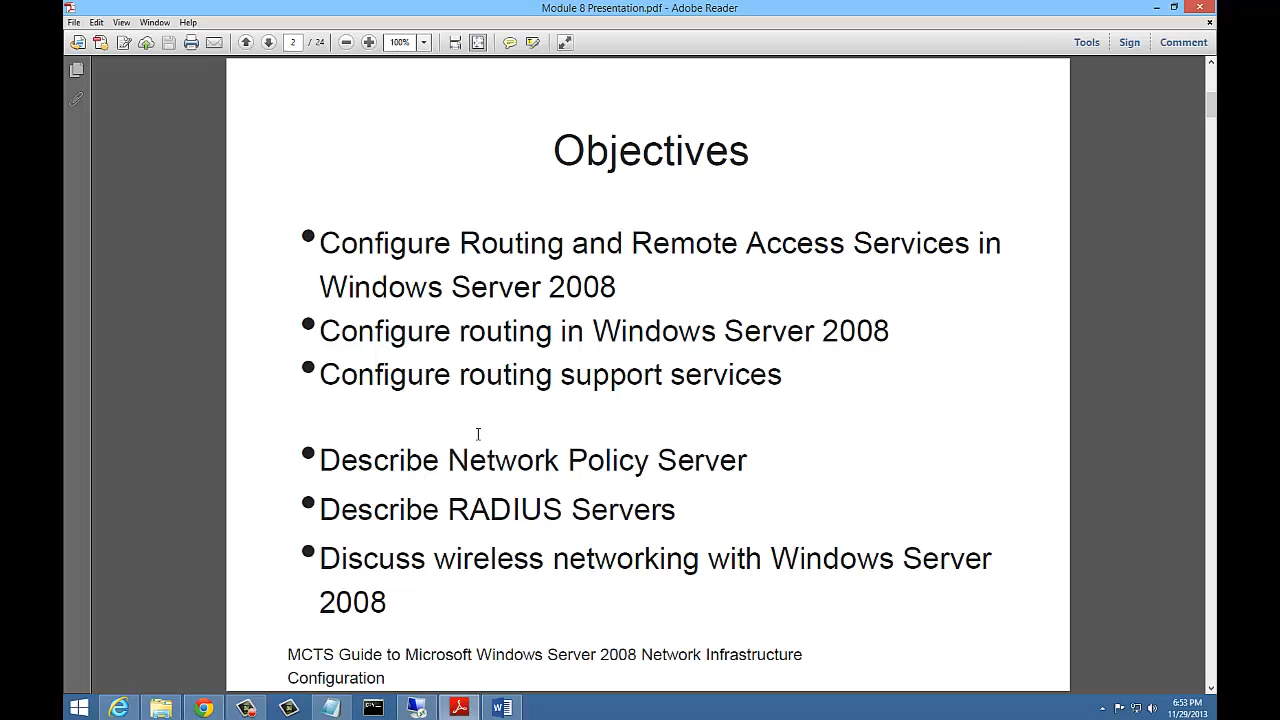 Module 8 Presentation.pdf - Adobe Reader
File Edit View Window Help
2 / 24 100% Tools Sign Comment
Objectives
• Configure Routing and Remote Access Services in
Windows Server 2008
• Configure routing in Windows Server 2008
• Configure routing support services
• Describe Network Policy Server
• Describe RADIUS Servers
• Discuss wireless networking with Windows Server
2008
MCTS Guide to Microsoft Windows Server 2008 Network Infrastructure
Configuration
6:53 PM
11/29/2013